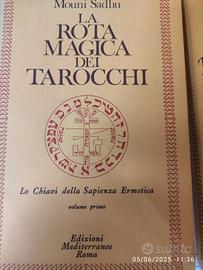 Mouni Sadhu
LA
ROTA
MAGICA
DEI
TAROCCHI
Le Chiavi della Sapienza Ermetica
volume primo
Edizioni
Mediterranee
Roma
subito
05/06/2025 11:36